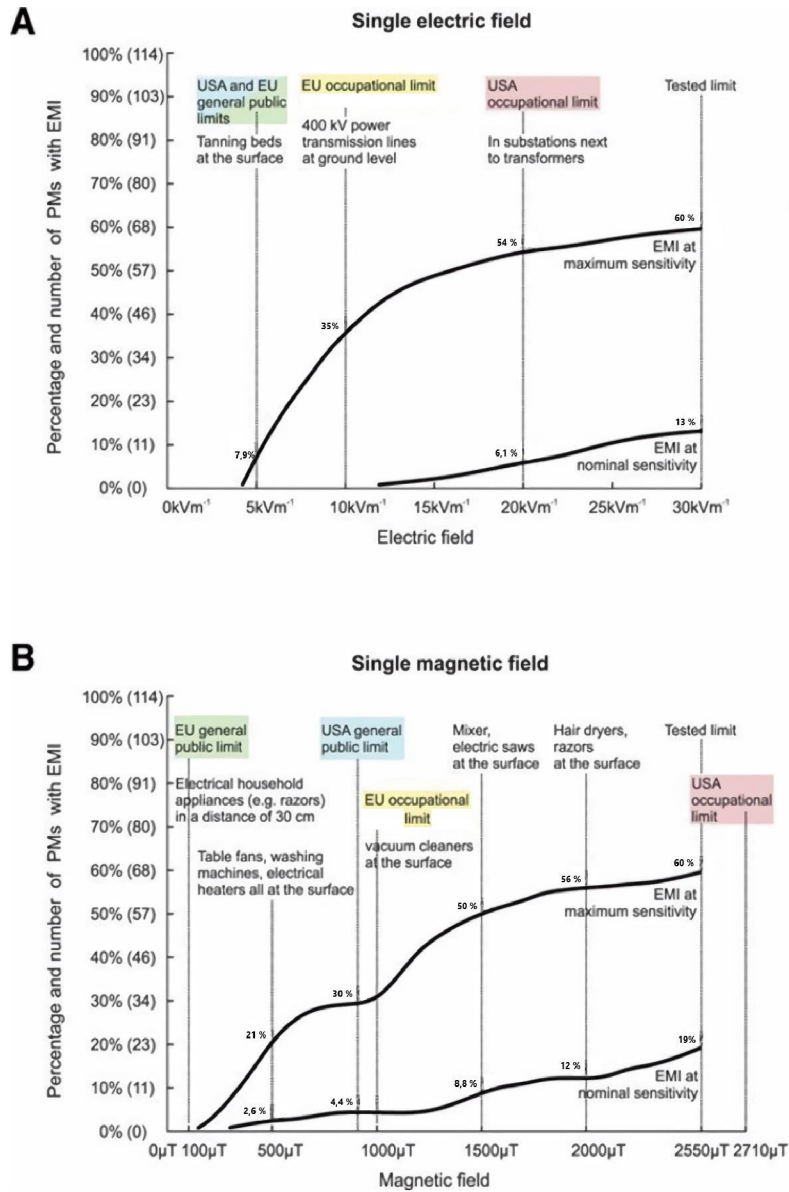 A
Single electric field
Percentage and number of PMs with EMI
100% (114)
90% (103)
80% (91)
70% (80)
60% (68)
50% (57)
40% (46)
30% (34)
20% (23)
10% (11)
0% (0)
USA and EU
general public
limits
Tanning beds
at the surface
EU occupational limit
400 kV power
transmission lines
at ground level
USA
occupational limit
In substations next
to transformers
Tested limit
7,9%
35%
54 %
60 %
EMI at
maximum sensitivity
6,1 %
13 %
EMI at
nominal sensitivity
0kVm⁻¹ 5kVm⁻¹ 10kVm⁻¹ 15kVm⁻¹ 20kVm⁻¹ 25kVm⁻¹ 30kVm⁻¹
Electric field
B
Single magnetic field
Percentage and number of PMs with EMI
100% (114)
90% (103)
80% (91)
70% (80)
60% (68)
50% (57)
40% (46)
30% (34)
20% (23)
10% (11)
0% (0)
EU general
public limit
Electrical household
appliances (e.g. razors)
in a distance of 30 cm
Table fans, washing
machines, electrical
heaters all at the surface
USA general
public limit
EU occupational
limit
vacuum cleaners
at the surface
Mixer,
electric saws
at the surface
Hair dryers,
razors
at the surface
Tested limit
USA
occupational
limit
21 %
30 %
50 %
56 %
60 %
EMI at
maximum sensitivity
2,6 %
4,4 %
8,8 %
12 %
19%
EMI at
nominal sensitivity
0µT 100µT 500µT 1000µT 1500µT 2000µT 2550µT 2710µT
Magnetic field